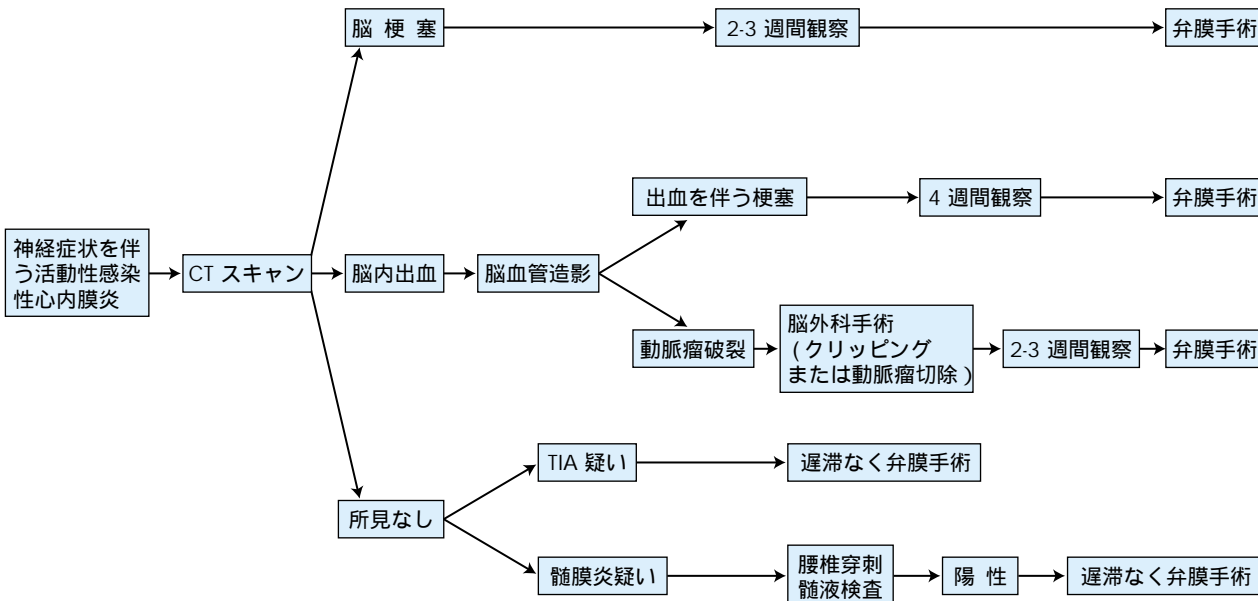 脳 梗 塞
2-3 週間観察
弁膜手術
出血を伴う梗塞
4 週間観察
弁膜手術
神経症状を伴
う活動性感染
性心内膜炎
CT スキャン
脳内出血
脳血管造影
動脈瘤破裂
脳外科手術
(クリッピング
または動脈瘤切除)
2-3 週間観察
弁膜手術
TIA 疑い
遅滞なく弁膜手術
所見なし
髄膜炎疑い
腰椎穿刺
髄液検査
陽 性
遅滞なく弁膜手術